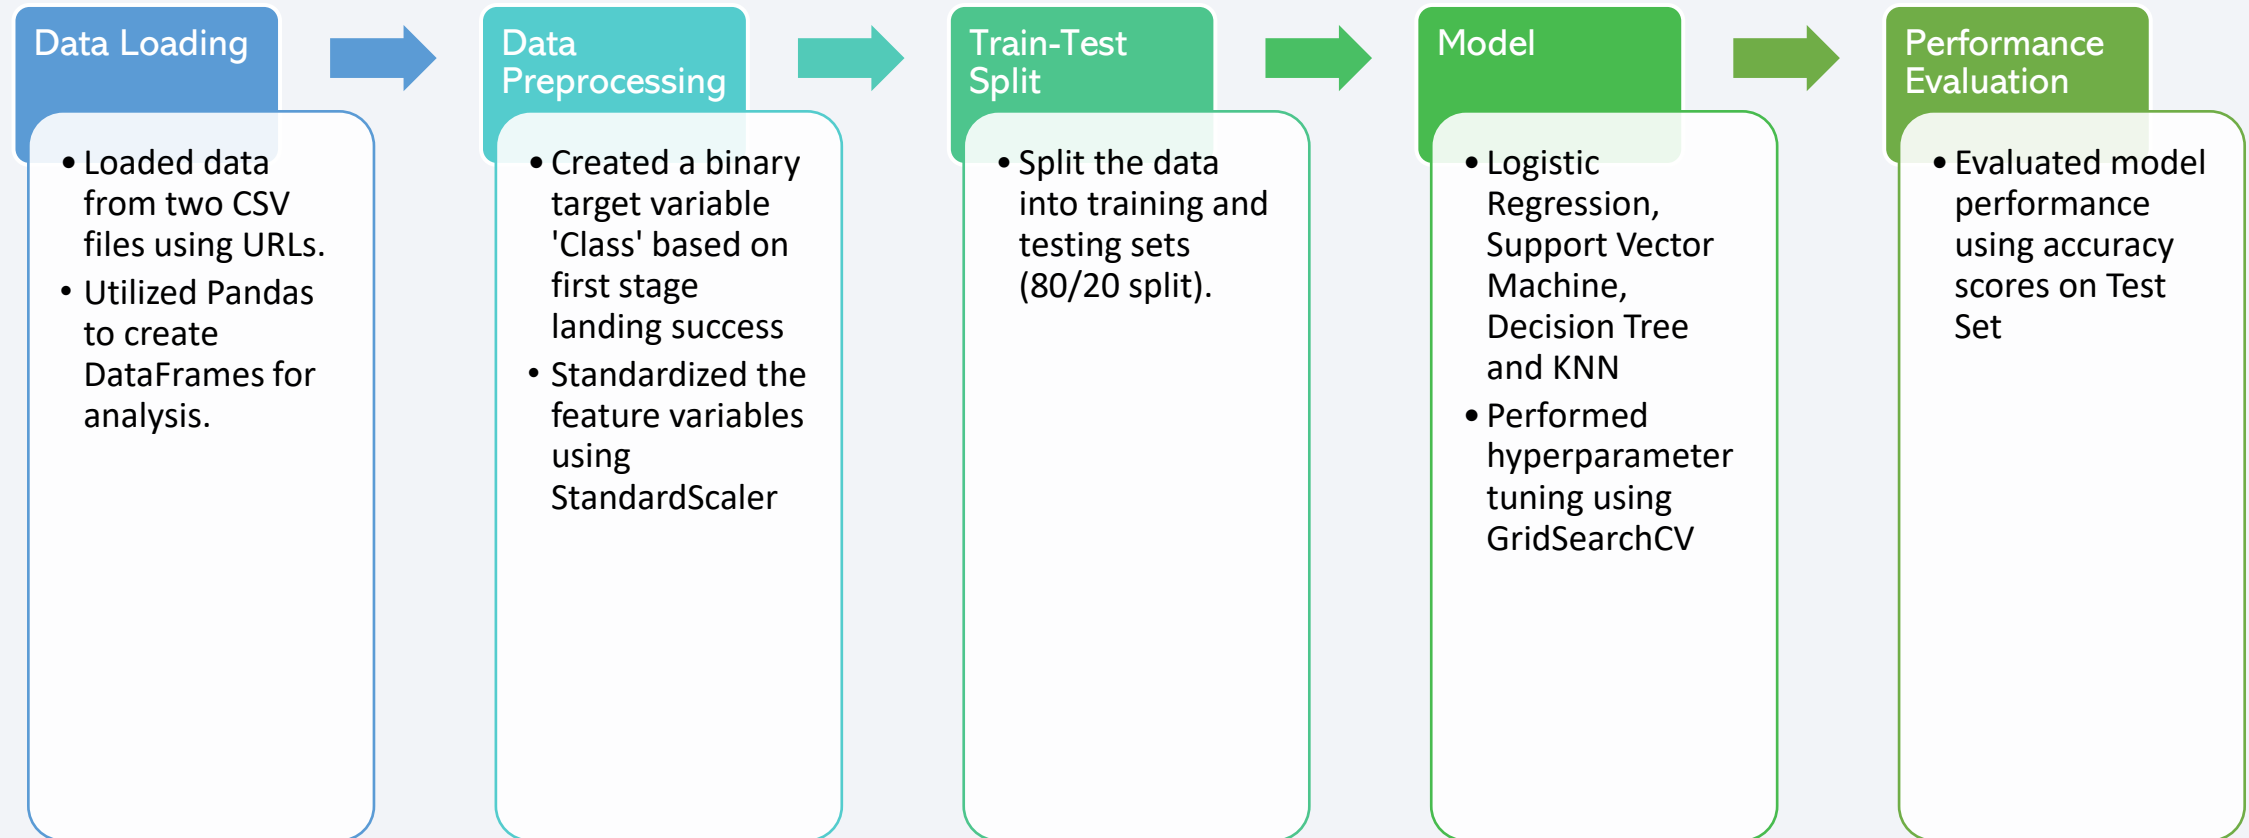 Data Loading
• Loaded data
from two CSV
files using URLs.
• Utilized Pandas
to create
DataFrames for
analysis.
Data
Preprocessing
• Created a binary
target variable
'Class' based on
first stage
landing success
• Standardized the
feature variables
using
StandardScaler
Train-Test
Split
• Split the data
into training and
testing sets
(80/20 split).
Model
• Logistic
Regression,
Support Vector
Machine,
Decision Tree
and KNN
• Performed
hyperparameter
tuning using
GridSearchCV
Performance
Evaluation
• Evaluated model
performance
using accuracy
scores on Test
Set